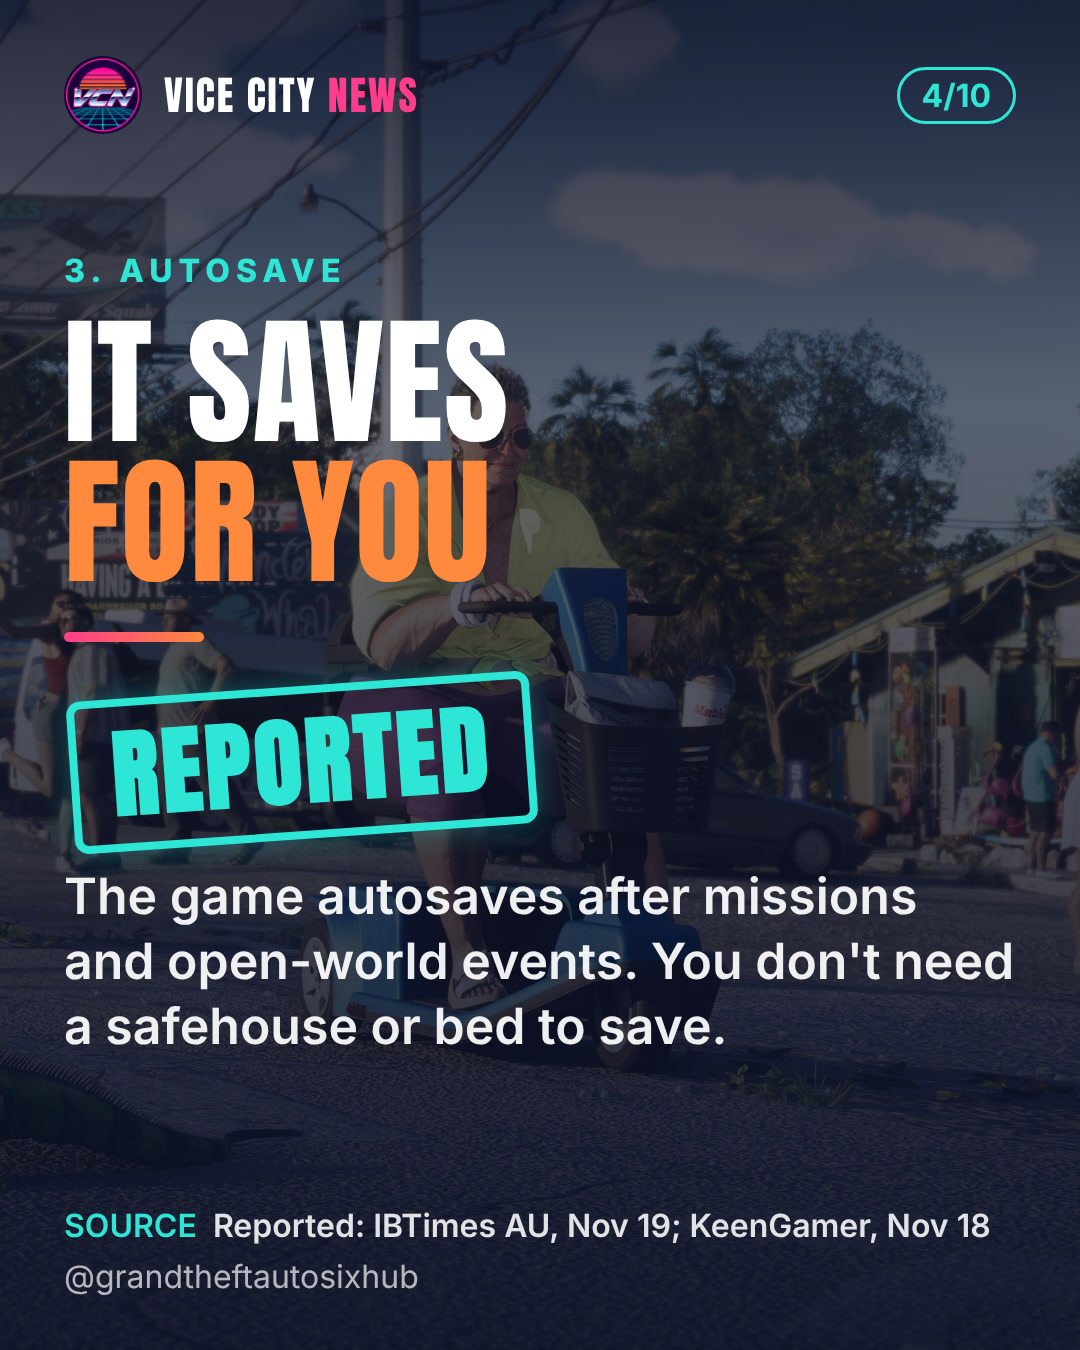 VCN
VICE CITY NEWS
4/10
3. AUTOSAVE
IT SAVES
FOR YOU
REPORTED
The game autosaves after missions
and open-world events. You don't need
a safehouse or bed to save.
SOURCE Reported: IBTimes AU, Nov 19; KeenGamer, Nov 18
@grandtheftautosixhub